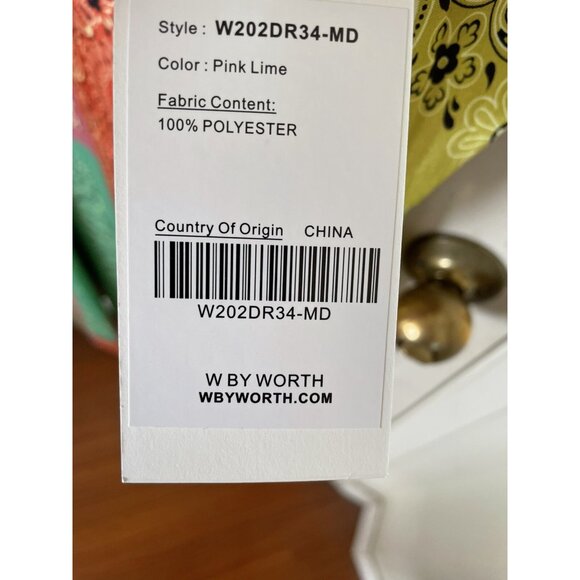 Style : W202DR34-MD
Color : Pink Lime
Fabric Content:
100% POLYESTER
Country Of Origin CHINA
W202DR34-MD
W BY WORTH
WBYWORTH.COM